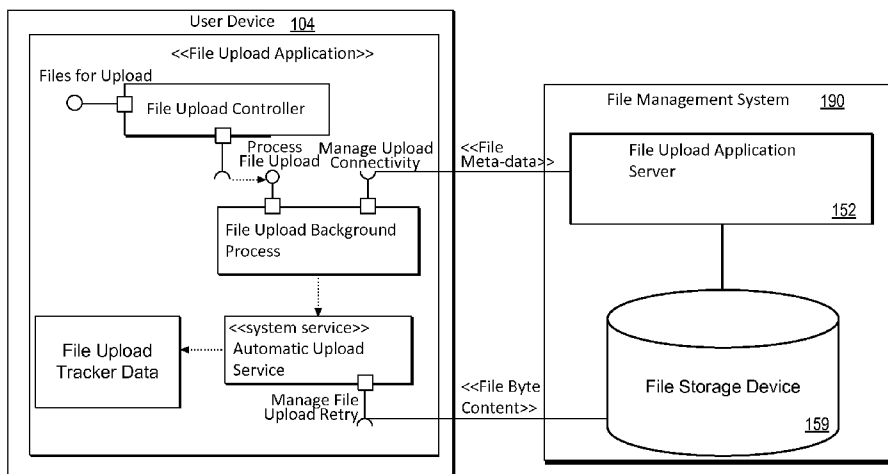 User Device 104
<<File Upload Application>>
Files for Upload
File Upload Controller
Process
File Upload
Manage Upload
Connectivity
File Upload Background
Process
<<system service>>
Automatic Upload
Service
File Upload
Tracker Data
Manage File
Upload Retry
<<File
Meta-data>>
<<File Byte
Content>>
File Management System 190
File Upload Application
Server
152
File Storage Device
159